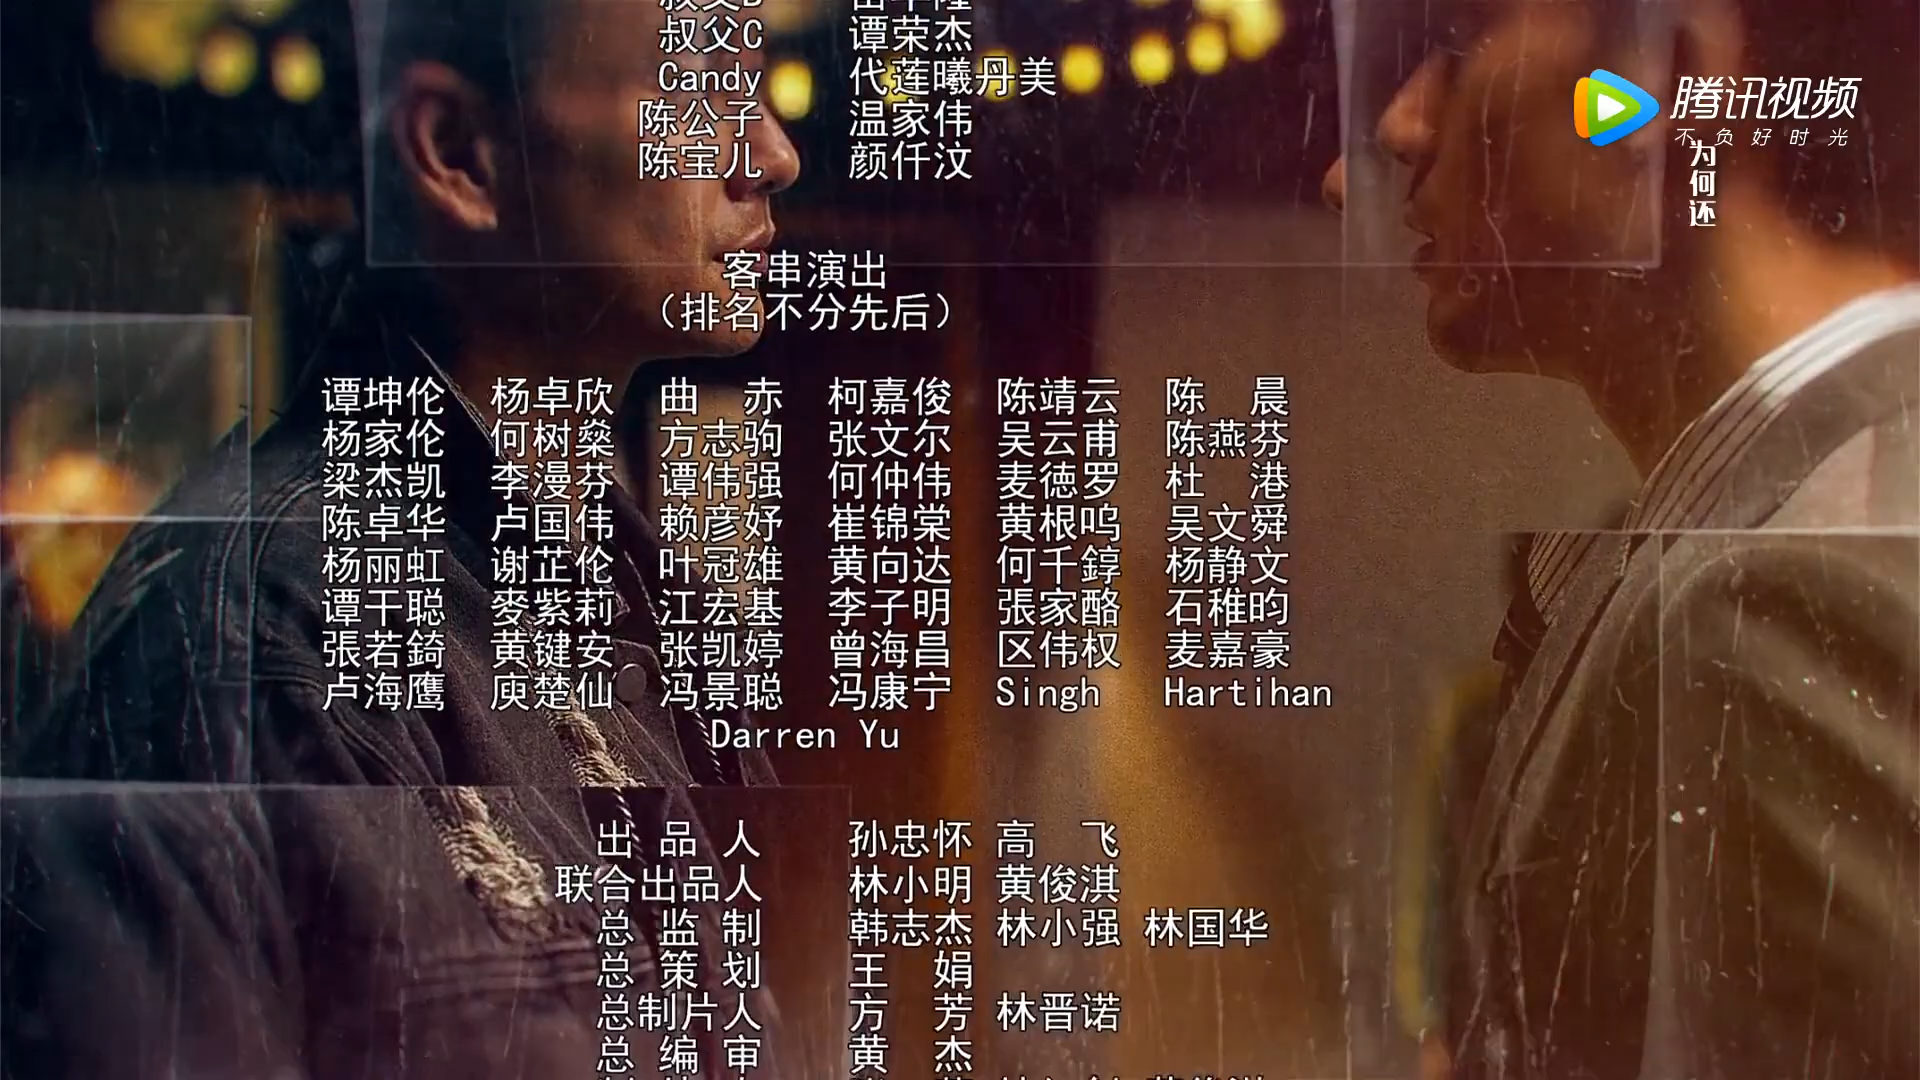 叔父C 谭荣杰
Candy 代莲曦丹美
陈公子 温家伟
陈宝儿 颜仟汶
腾讯视频
不负好时光
为何还
客串演出
（排名不分先后）
谭坤伦 杨卓欣 曲 赤 柯嘉俊 陈靖云 陈 晨
杨家伦 何树燊 方志驹 张文尔 吴云甫 陈燕芬
梁杰凯 李漫芬 谭伟强 何仲伟 麦徳罗 杜 港
陈卓华 卢国伟 赖彦妤 崔锦棠 黄根鸣 吴文舜
杨丽虹 谢芷伦 叶冠雄 黄向达 何千錞 杨静文
谭干聪 麥紫莉 江宏基 李子明 張家酩 石稚昀
張若錡 黄键安 张凯婷 曾海昌 区伟权 麦嘉豪
卢海鹰 庾楚仙 冯景聪 冯康宁 Singh Hartihan
Darren Yu
出品人 孙忠怀 高 飞
联合出品人 林小明 黄俊淇
总监制 韩志杰 林小强 林国华
总策划 王 娟
总制片人 方 芳 林晋诺
总编审 黄 杰